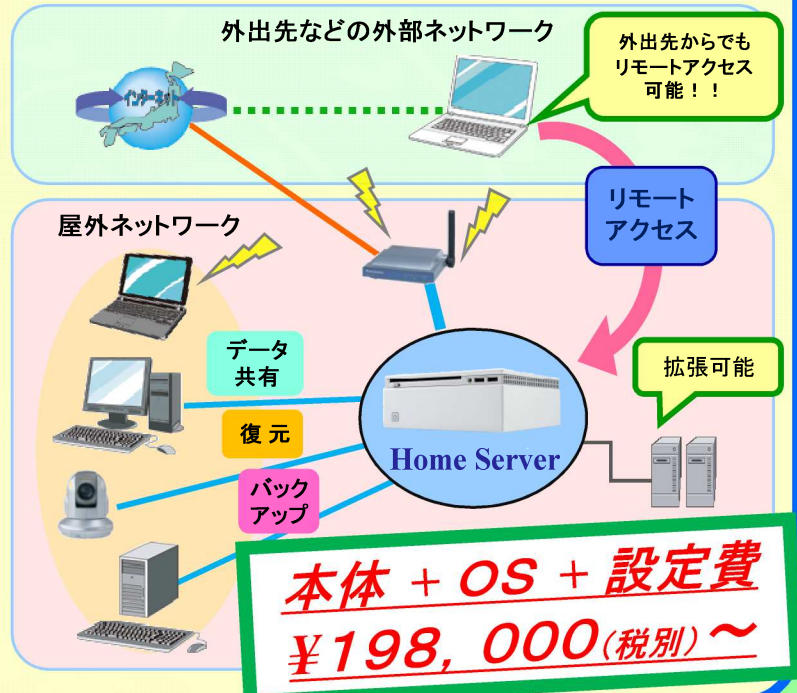 外出先などの外部ネットワーク
外出先からでも
リモートアクセス
可能！！
インターネット
リモート
アクセス
屋外ネットワーク
データ
共有
拡張可能
復元
Home Server
バック
アップ
本体 + OS + 設定費
¥198, 000(税別)～